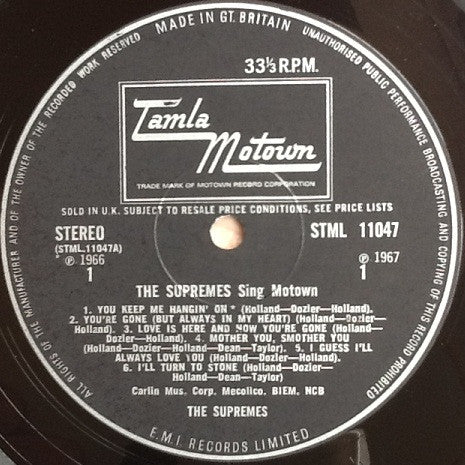 MADE IN GT. BRITAIN
ALL RIGHTS OF THE MANUFACTURER AND OF THE OWNER OF THE RECORDED WORK RESERVED
UNAUTHORISED PUBLIC PERFORMANCE BROADCASTING AND COPYING OF THIS RECORD PROHIBITED
33⅓ R.P.M.
Tamla
Motown
TRADE MARK OF MOTOWN RECORD CORPORATION
SOLD IN U.K. SUBJECT TO RESALE PRICE CONDITIONS, SEE PRICE LISTS
STEREO STML 11047
(STML.11047A)
℗ 1966 ℗ 1967
1 1
THE SUPREMES Sing Motown
1. YOU KEEP ME HANGIN' ON * (Holland—Dozier—Holland).
2. YOU'RE GONE (BUT ALWAYS IN MY HEART) (Holland—Dozier—
Holland). 3. LOVE IS HERE AND NOW YOU'RE GONE (Holland—
Dozier—Holland). 4. MOTHER YOU, SMOTHER YOU
(Holland—Dozier—Holland—Dean—Taylor). 5. I GUESS I'LL
ALWAYS LOVE YOU (Holland—Dozier—Holland).
6. I'LL TURN TO STONE (Holland—Dozier—
Holland—Dean—Taylor)
Carlin Mus. Corp. Mecolico. BIEM, NCB
THE SUPREMES
E.M.I. RECORDS LIMITED